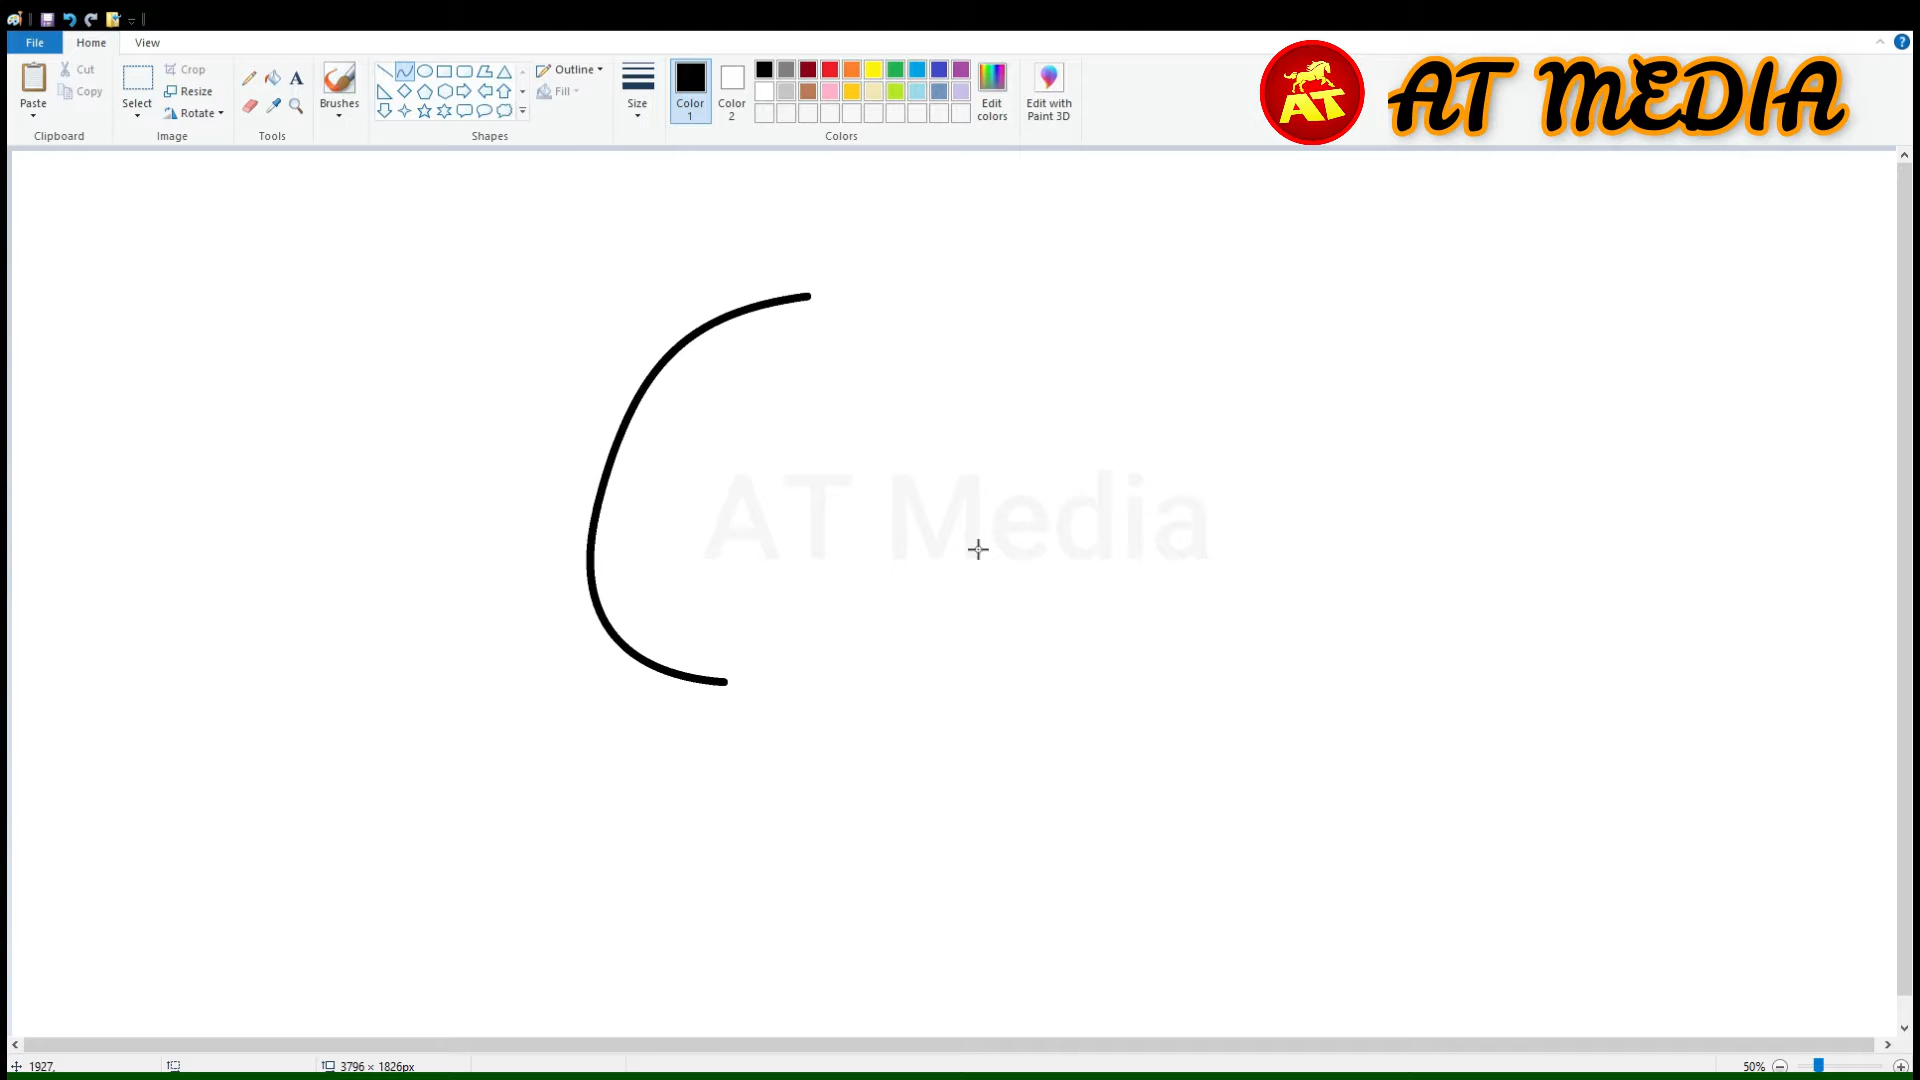 File Home View
AT MEDIA
AT
Cut
Copy
Paste
Clipboard
Crop
Resize
Rotate
Select
Image
A
Tools
Brushes
Outline
Fill
Shapes
Size
Color 1
Color 2
Edit colors
Edit with Paint 3D
Colors
AT Media
1927,
3796 × 1826px
50%